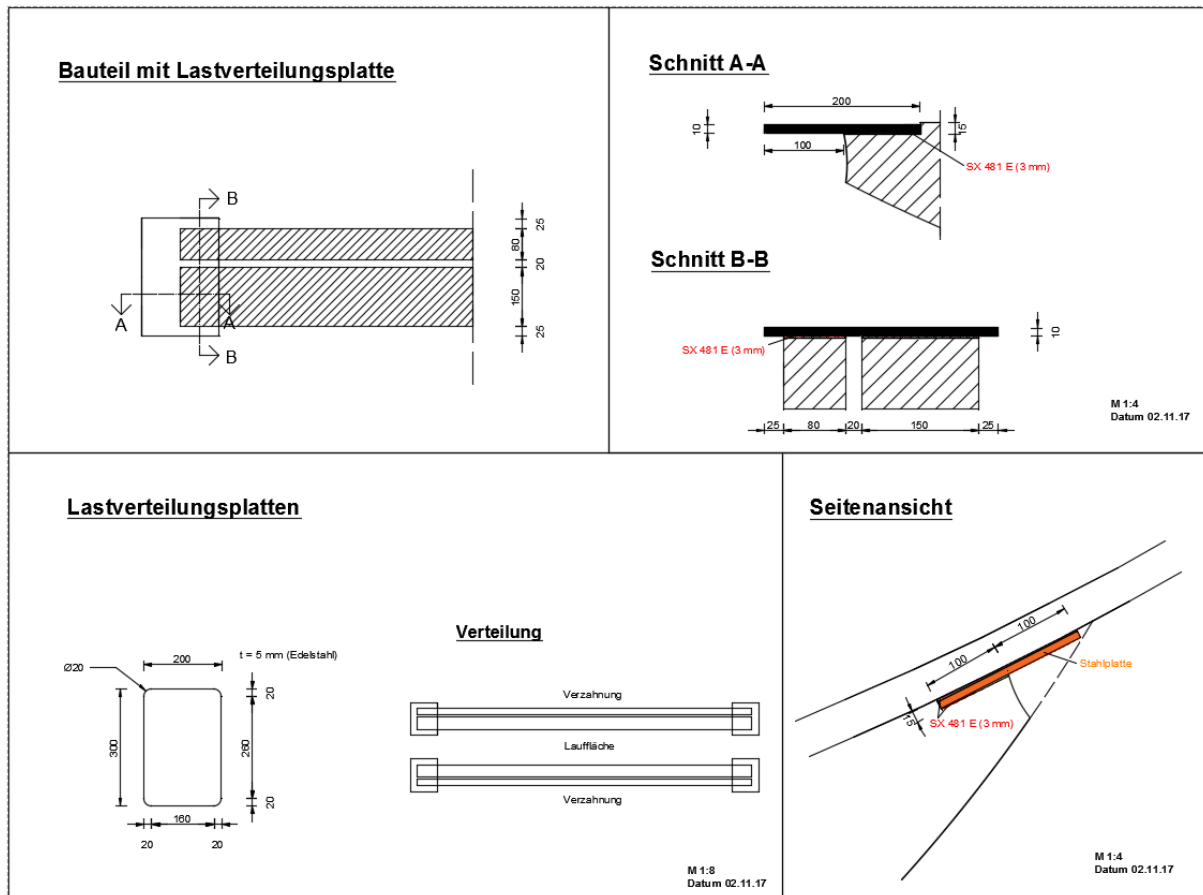 Bauteil mit Lastverteilungsplatte
B
A
A
B
25
80
20
150
25
Schnitt A-A
200
10
15
100
SX 481 E (3 mm)
Schnitt B-B
10
SX 481 E (3 mm)
25
80
20
150
25
M 1:4
Datum 02.11.17
Lastverteilungsplatten
Ø20
200
t = 5 mm (Edelstahl)
20
300
260
20
160
20
20
Verteilung
Verzahnung
Lauffläche
Verzahnung
M 1:8
Datum 02.11.17
Seitenansicht
100
100
Stahlplatte
15
SX 481 E (3 mm)
M 1:4
Datum 02.11.17